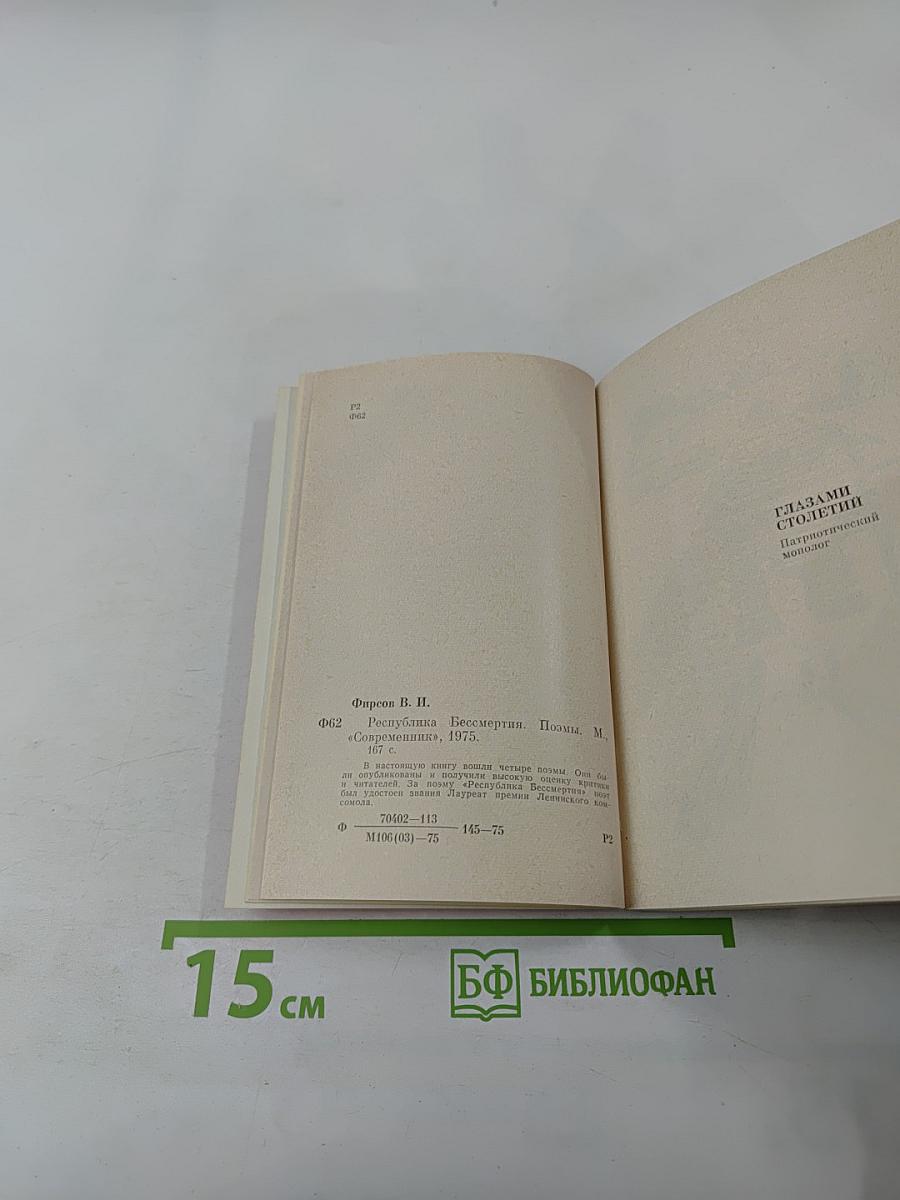 Р2
Ф62
Фирсов В. И.
Ф62 Республика Бессмертия. Поэмы. М.,
«Современник», 1975.
167 с.
В настоящую книгу вошли четыре поэмы. Они бы-
ли опубликованы и получили высокую оценку критики
и читателей. За поэму «Республика Бессмертия» поэт
был удостоен звания Лауреат премии Ленинского ком-
сомола.
70402—113
Ф 145—75
М106(03)—75
Р2
ГЛАЗАМИ
СТОЛЕТИЙ
Патриотический
монолог
15 см
БФ БИБЛИОФАН